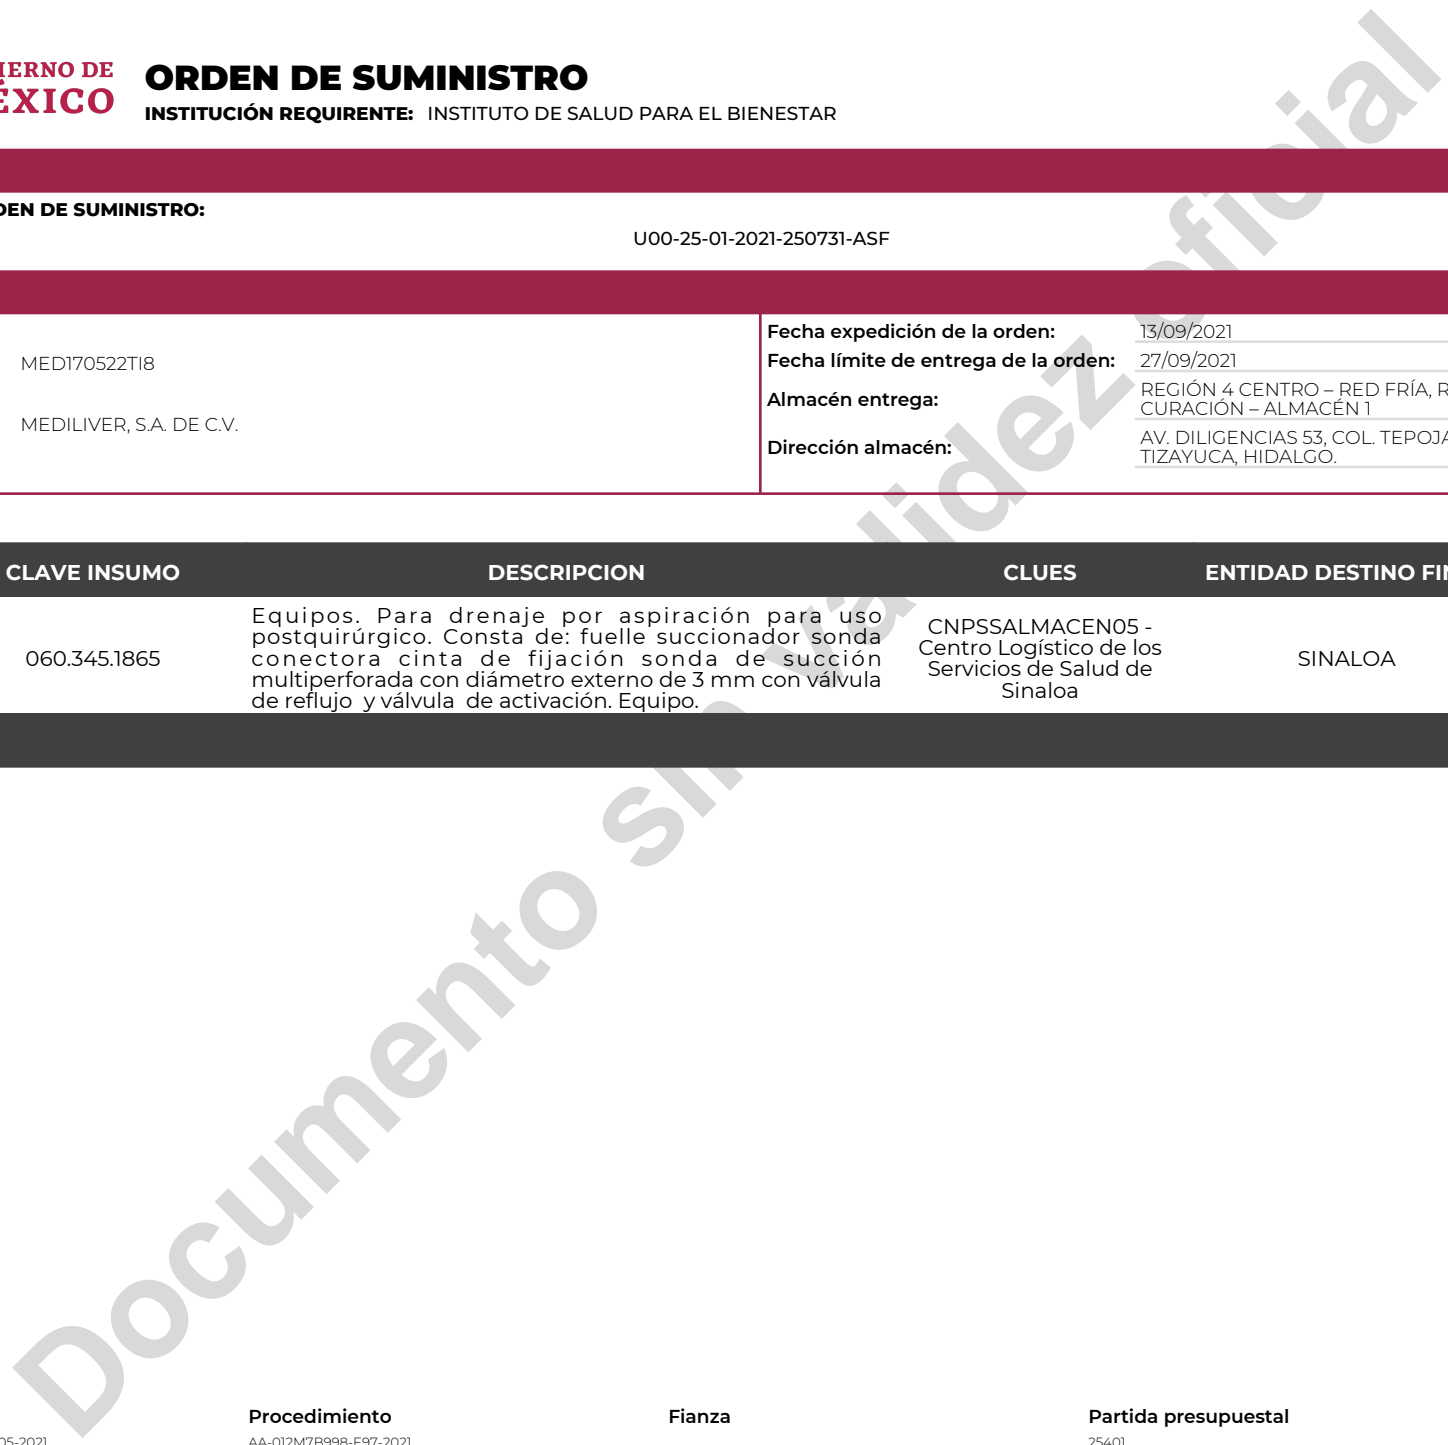 ORDEN DE SUMINISTRO
INSTITUCIÓN REQUIRENTE: INSTITUTO DE SALUD PARA EL BIENESTAR
DE SUMINISTRO:
U00-25-01-2021-250731-ASF
MED170522TI8
MEDILIVER, S.A. DE C.V.
Fecha expedición de la orden: 13/09/2021
Fecha límite de entrega de la orden: 27/09/2021
Almacén entrega: REGIÓN 4 CENTRO – RED FRÍA,
CURACIÓN – ALMACÉN 1
Dirección almacén: AV. DILIGENCIAS 53, COL.
TIZAYUCA, HIDALGO.
CLAVE INSUMO DESCRIPCION CLUES ENTIDAD DESTINO
060.345.1865
Equipos. Para drenaje por aspiración para uso
postquirúrgico. Consta de: fuelle succionador sonda
conectora cinta de fijación sonda de succión
multiperforada con diámetro externo de 3 mm con válvula
de reflujo y válvula de activación. Equipo.
CNPSSALMACEN05 -
Centro Logístico de los
Servicios de Salud de
Sinaloa
SINALOA
Documento sin validez oficial
Procedimiento Fianza Partida presupuestal